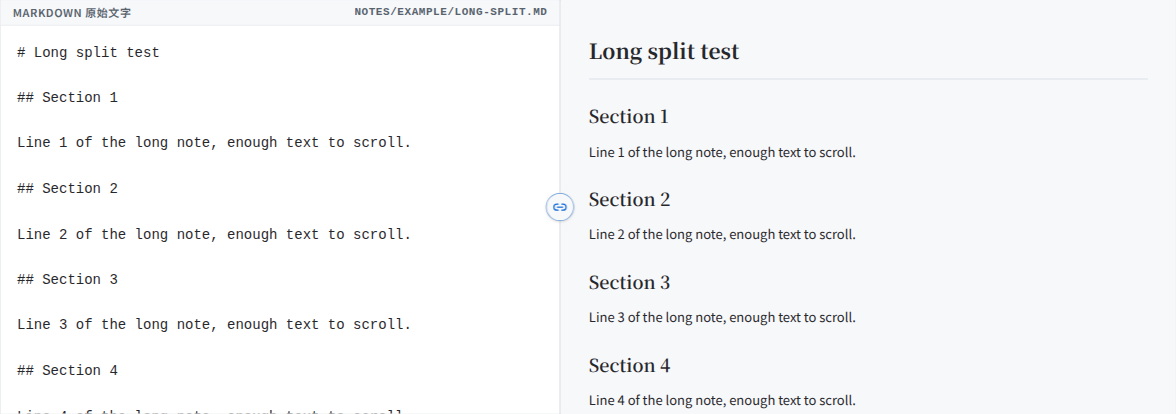 MARKDOWN 原始文字
NOTES/EXAMPLE/LONG-SPLIT.MD
# Long split test
## Section 1
Line 1 of the long note, enough text to scroll.
## Section 2
Line 2 of the long note, enough text to scroll.
## Section 3
Line 3 of the long note, enough text to scroll.
## Section 4
Long split test
Section 1
Line 1 of the long note, enough text to scroll.
Section 2
Line 2 of the long note, enough text to scroll.
Section 3
Line 3 of the long note, enough text to scroll.
Section 4
Line 4 of the long note, enough text to scroll.